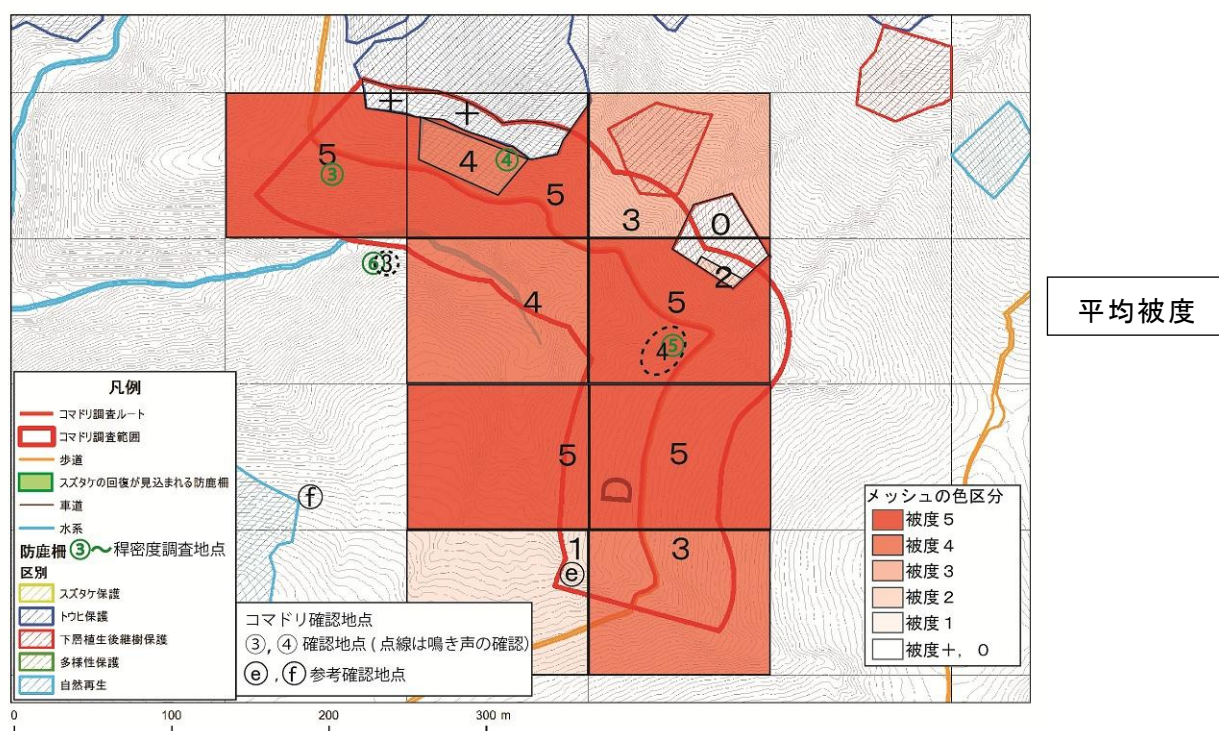 5
③
4
④
5
3
0
2
⑥
3
4
5
4
⑤
5
D
5
1
ⓔ
3
ⓕ
平均被度
凡例
コマドリ調査ルート
コマドリ調査範囲
歩道
スズタケの回復が見込まれる防鹿柵
車道
水系
防鹿柵 ③～稈密度調査地点
区別
スズタケ保護
トウヒ保護
下層植生後継樹保護
多様性保護
自然再生
コマドリ確認地点
③, ④ 確認地点 ( 点線は鳴き声の確認)
ⓔ , ⓕ 参考確認地点
メッシュの色区分
被度５
被度４
被度３
被度２
被度１
被度＋，０
+
+
0 100 200 300 m